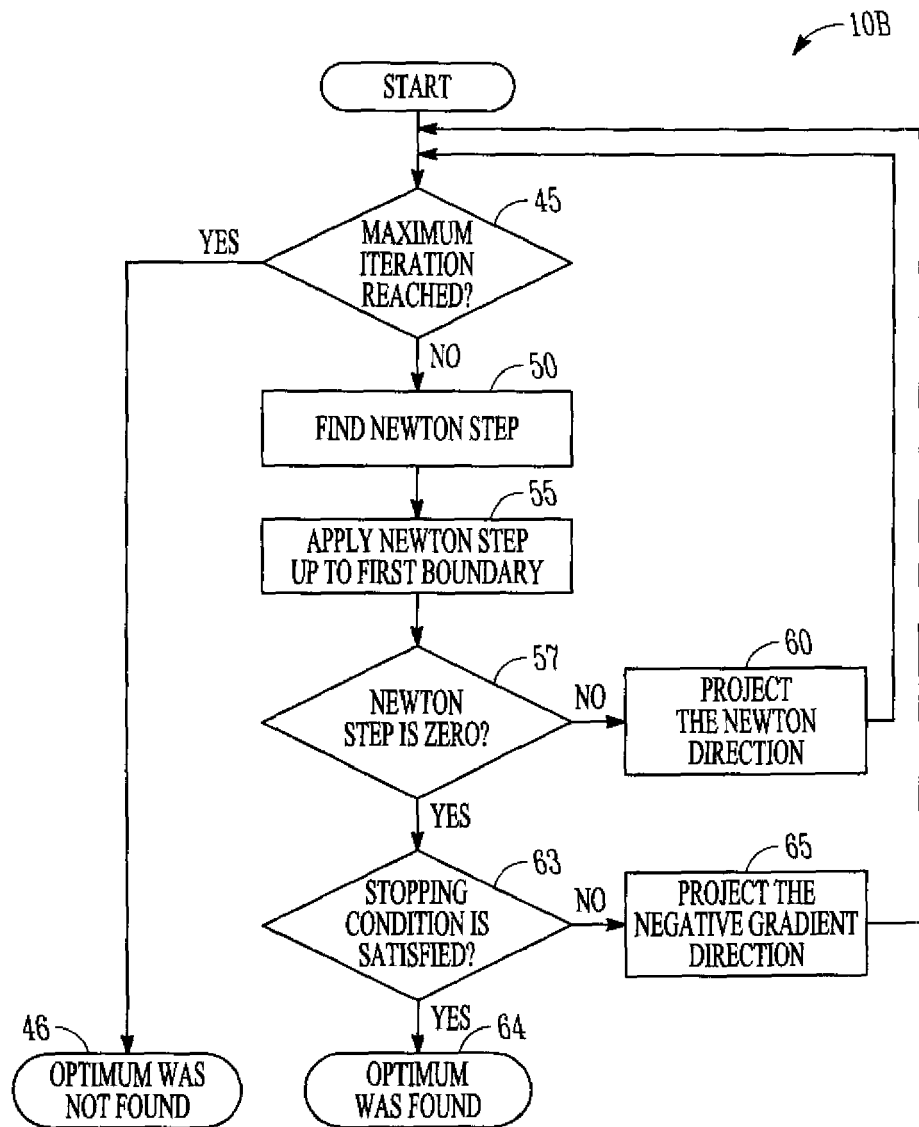 10B
START
45
YES
MAXIMUM
ITERATION
REACHED?
NO
50
FIND NEWTON STEP
55
APPLY NEWTON STEP
UP TO FIRST BOUNDARY
57
NEWTON
STEP IS ZERO?
NO
60
PROJECT
THE NEWTON
DIRECTION
YES
63
STOPPING
CONDITION IS
SATISFIED?
NO
65
PROJECT THE
NEGATIVE GRADIENT
DIRECTION
YES
46
OPTIMUM WAS
NOT FOUND
64
OPTIMUM
WAS FOUND